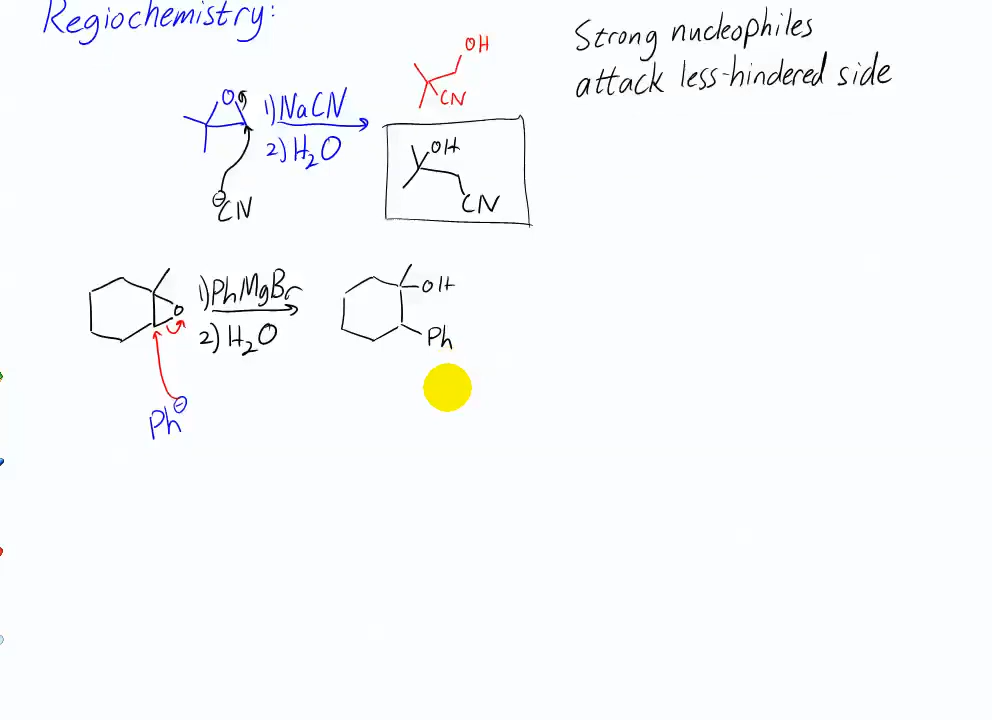 Regiochemistry:
Strong nucleophiles
attack less-hindered side
OH
CN
O
1) NaCN
2) H₂O
OH
CN
⊖CN
O
1) PhMgBr
2) H₂O
OH
Ph
Ph⊖